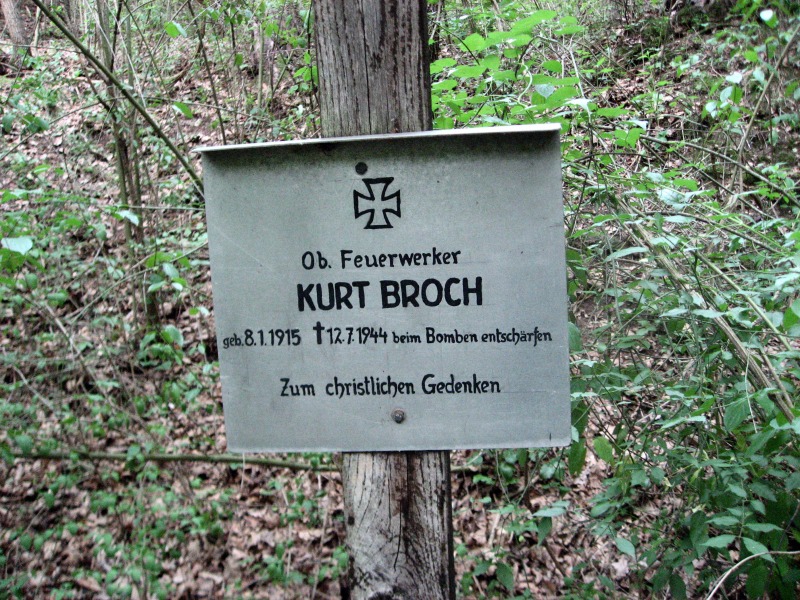 Ob. Feuerwerker
KURT BROCH
geb. 8.1.1915 ✝ 12.7.1944 beim Bomben entschärfen
Zum christlichen Gedenken